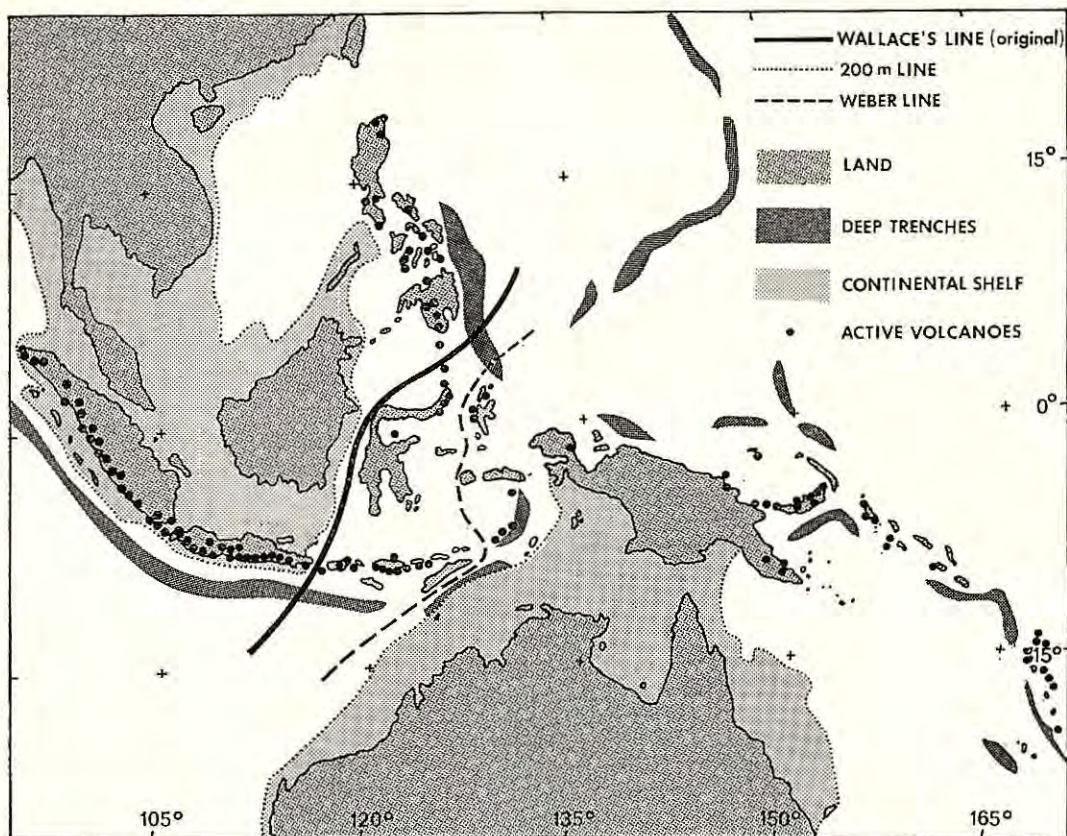 WALLACE'S LINE (original)
200 m LINE
WEBER LINE
LAND
DEEP TRENCHES
CONTINENTAL SHELF
ACTIVE VOLCANOES
15°
0°
15°
105°
120°
135°
150°
165°